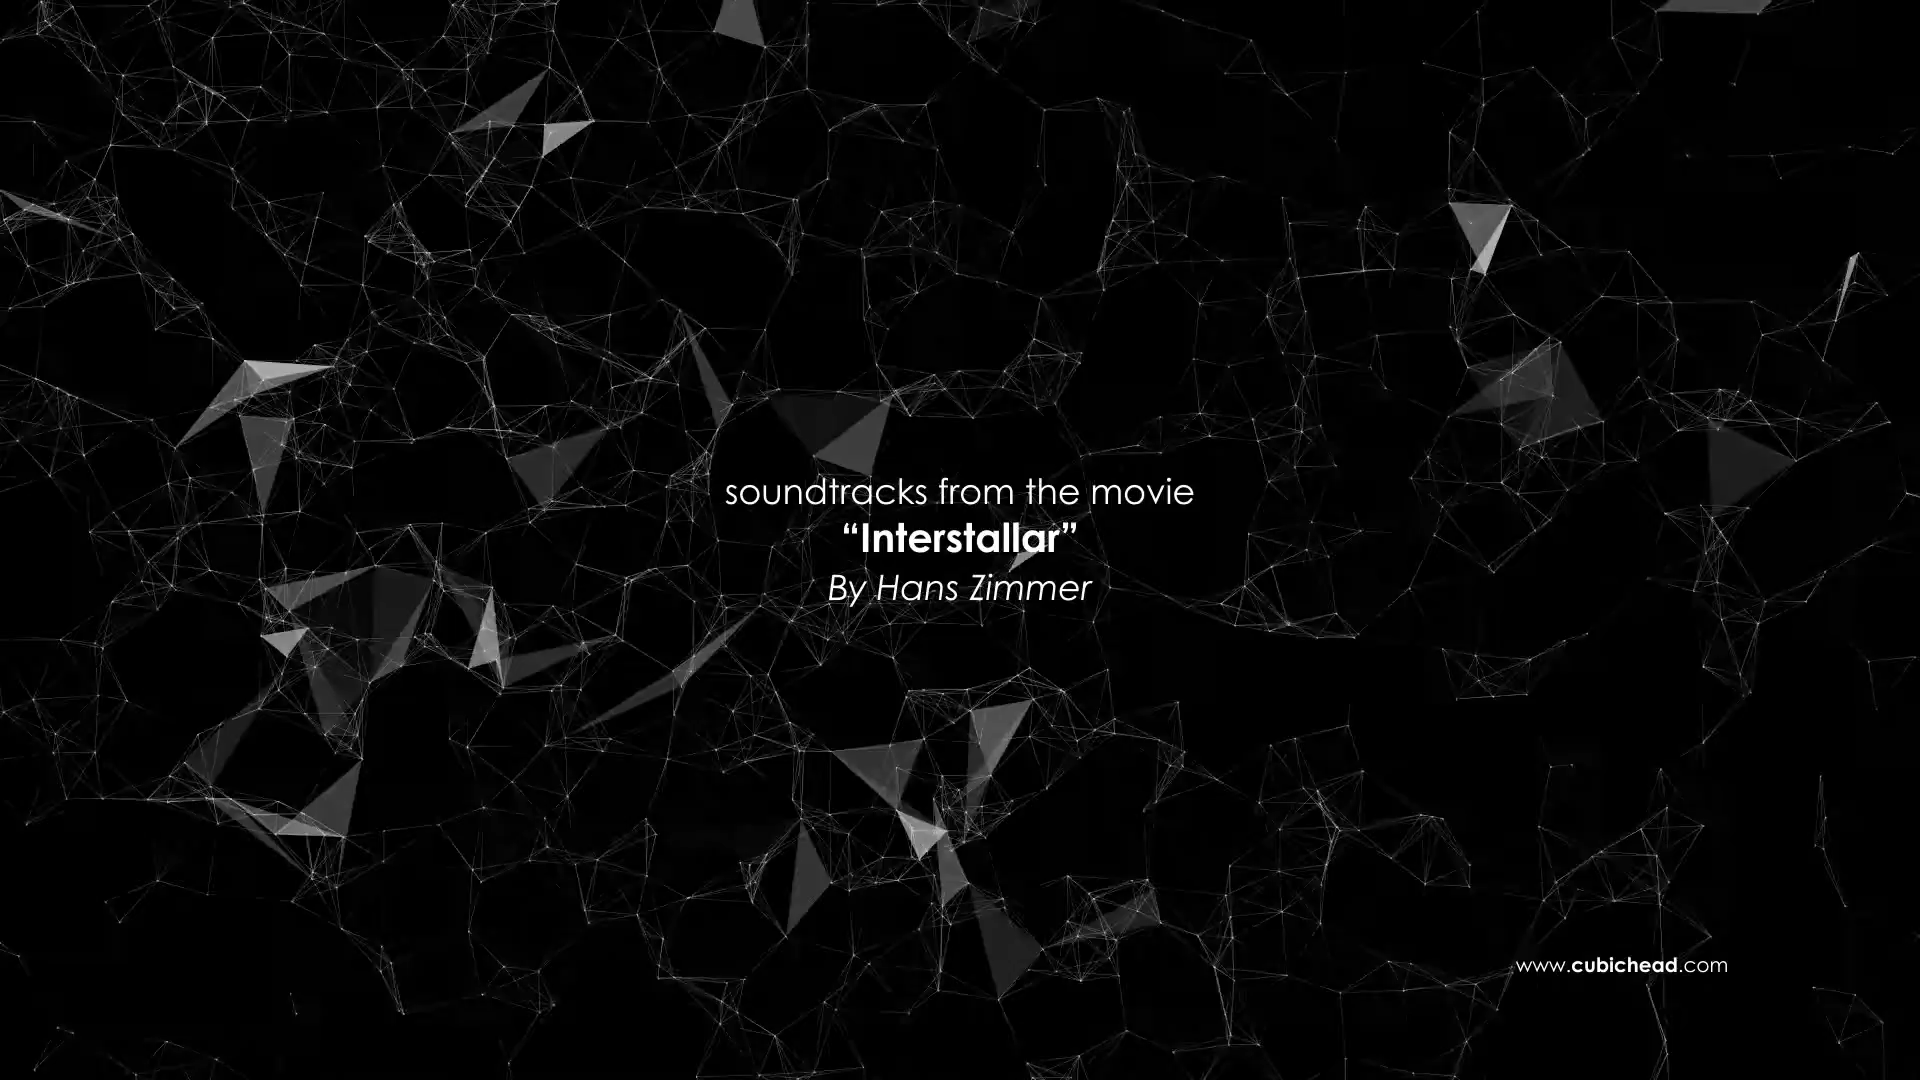 soundtracks from the movie
“Interstallar”
By Hans Zimmer
www.cubichead.com